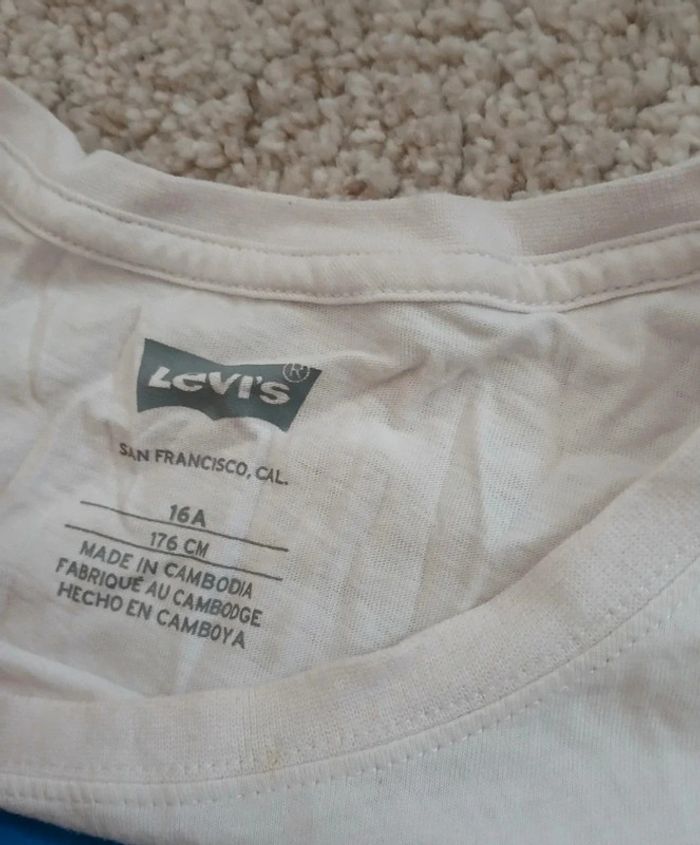 LEVI'S ®
SAN FRANCISCO, CAL.
16A
176 CM
MADE IN CAMBODIA
FABRIQUÉ AU CAMBODGE
HECHO EN CAMBOYA